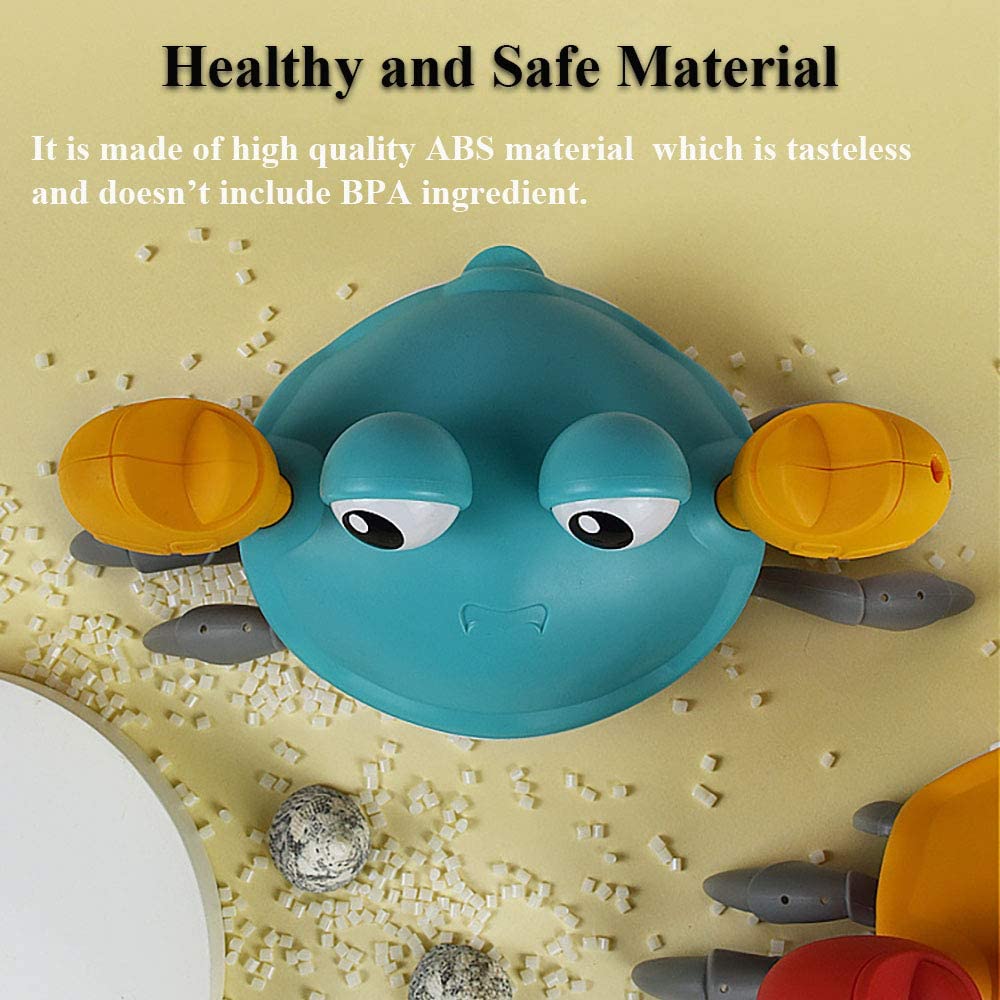 Healthy and Safe Material
It is made of high quality ABS material  which is tasteless
and doesn’t include BPA ingredient.